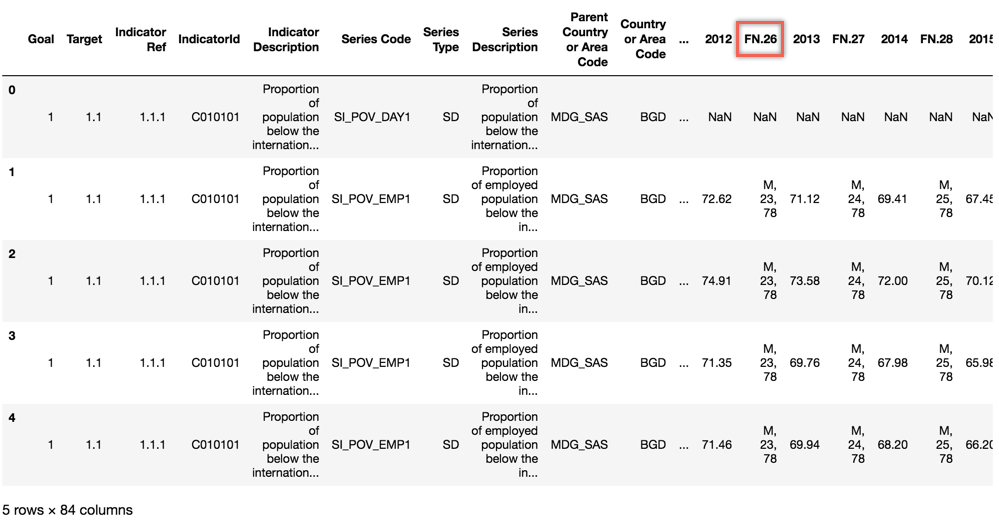 Goal Target Indicator Ref IndicatorId Indicator Description Series Code Series Type Series Description Parent Country or Area Code Country or Area Code ... 2012 FN.26 2013 FN.27 2014 FN.28 2015
0 1 1.1 1.1.1 C010101 Proportion of population below the internation... SI_POV_DAY1 SD Proportion of population below the internation... MDG_SAS BGD ... NaN NaN NaN NaN NaN NaN NaN
1 1 1.1 1.1.1 C010101 Proportion of population below the internation... SI_POV_EMP1 SD Proportion of employed population below the in... MDG_SAS BGD ... 72.62 M, 23, 78 71.12 M, 24, 78 69.41 M, 25, 78 67.45
2 1 1.1 1.1.1 C010101 Proportion of population below the internation... SI_POV_EMP1 SD Proportion of employed population below the in... MDG_SAS BGD ... 74.91 M, 23, 78 73.58 M, 24, 78 72.00 M, 25, 78 70.12
3 1 1.1 1.1.1 C010101 Proportion of population below the internation... SI_POV_EMP1 SD Proportion of employed population below the in... MDG_SAS BGD ... 71.35 M, 23, 78 69.76 M, 24, 78 67.98 M, 25, 78 65.98
4 1 1.1 1.1.1 C010101 Proportion of population below the internation... SI_POV_EMP1 SD Proportion of employed population below the in... MDG_SAS BGD ... 71.46 M, 23, 78 69.94 M, 24, 78 68.20 M, 25, 78 66.20
5 rows × 84 columns